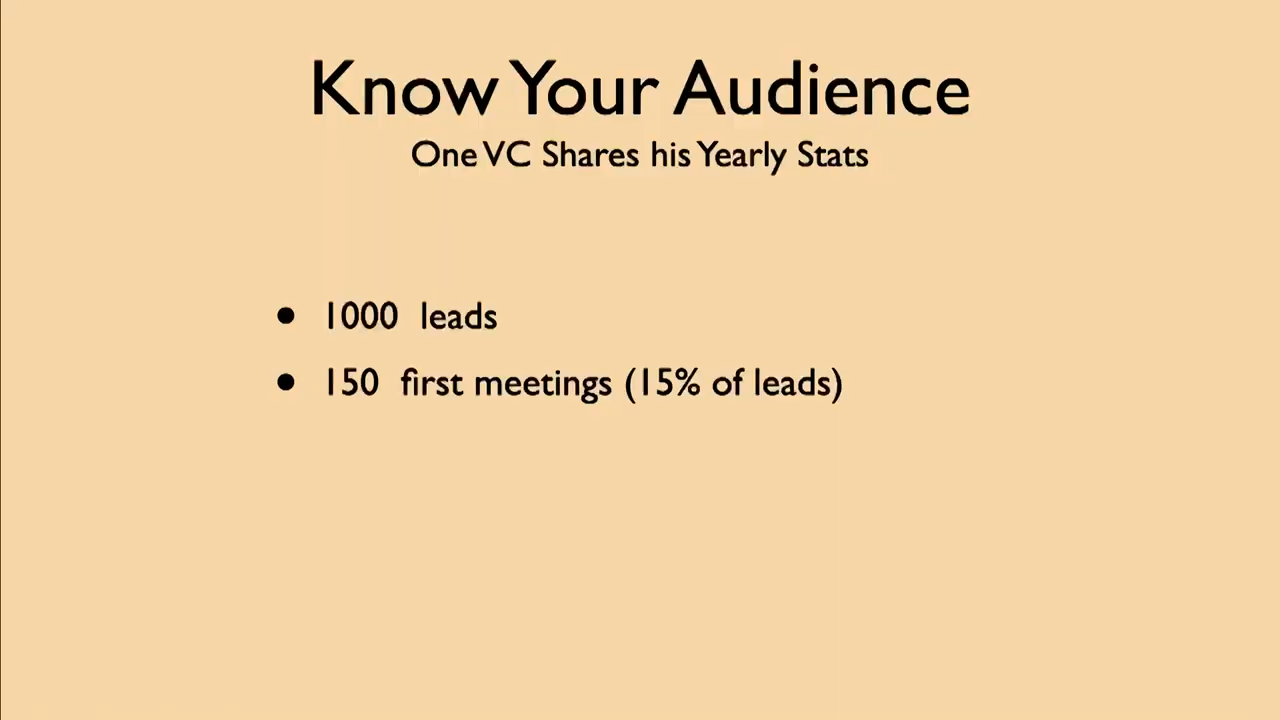 Know Your Audience
One VC Shares his Yearly Stats
• 1000 leads
• 150 first meetings (15% of leads)